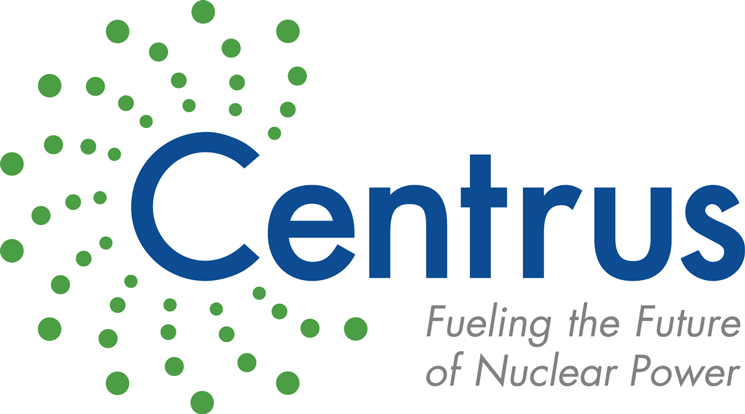 Centrus
Fueling the Future
of Nuclear Power